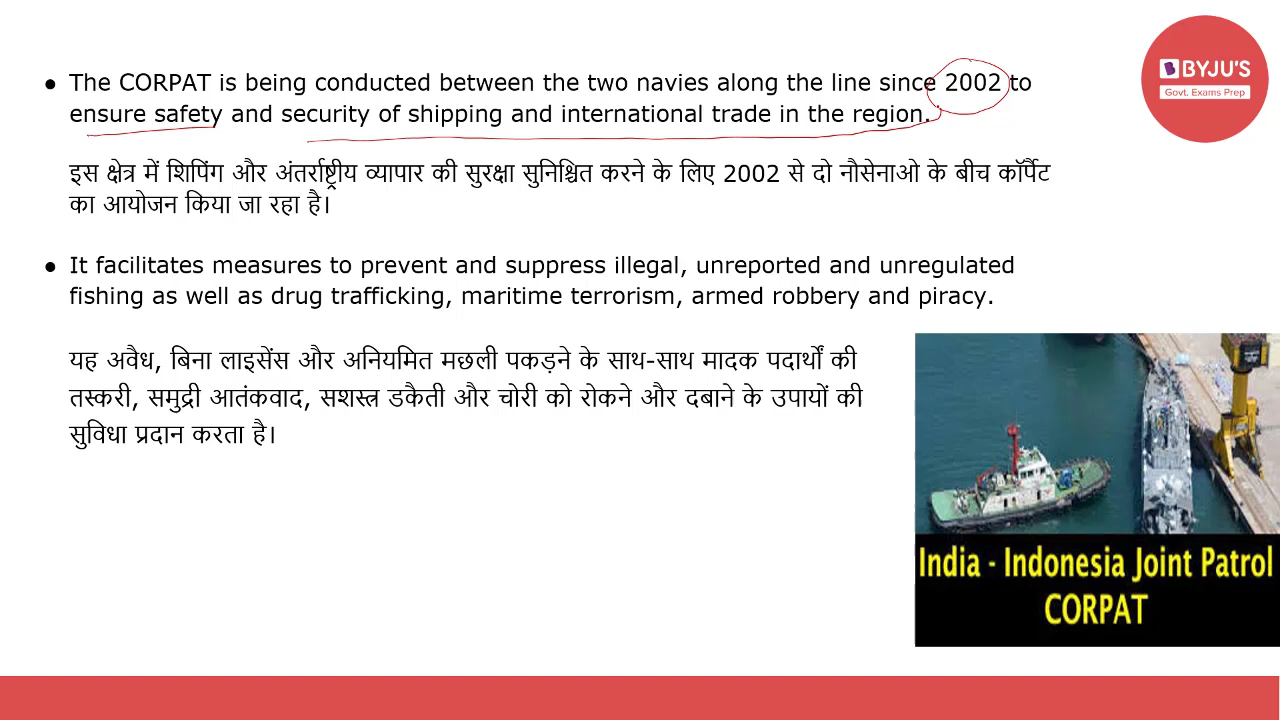 BYJU'S
Govt. Exams Prep
● The CORPAT is being conducted between the two navies along the line since 2002 to
ensure safety and security of shipping and international trade in the region.
इस क्षेत्र में शिपिंग और अंतर्राष्ट्रीय व्यापार की सुरक्षा सुनिश्चित करने के लिए 2002 से दो नौसेनाओ के बीच कॉर्पैट
का आयोजन किया जा रहा है।
● It facilitates measures to prevent and suppress illegal, unreported and unregulated
fishing as well as drug trafficking, maritime terrorism, armed robbery and piracy.
यह अवैध, बिना लाइसेंस और अनियमित मछली पकड़ने के साथ-साथ मादक पदार्थों की
तस्करी, समुद्री आतंकवाद, सशस्त्र डकैती और चोरी को रोकने और दबाने के उपायों की
सुविधा प्रदान करता है।
India - Indonesia Joint Patrol
CORPAT